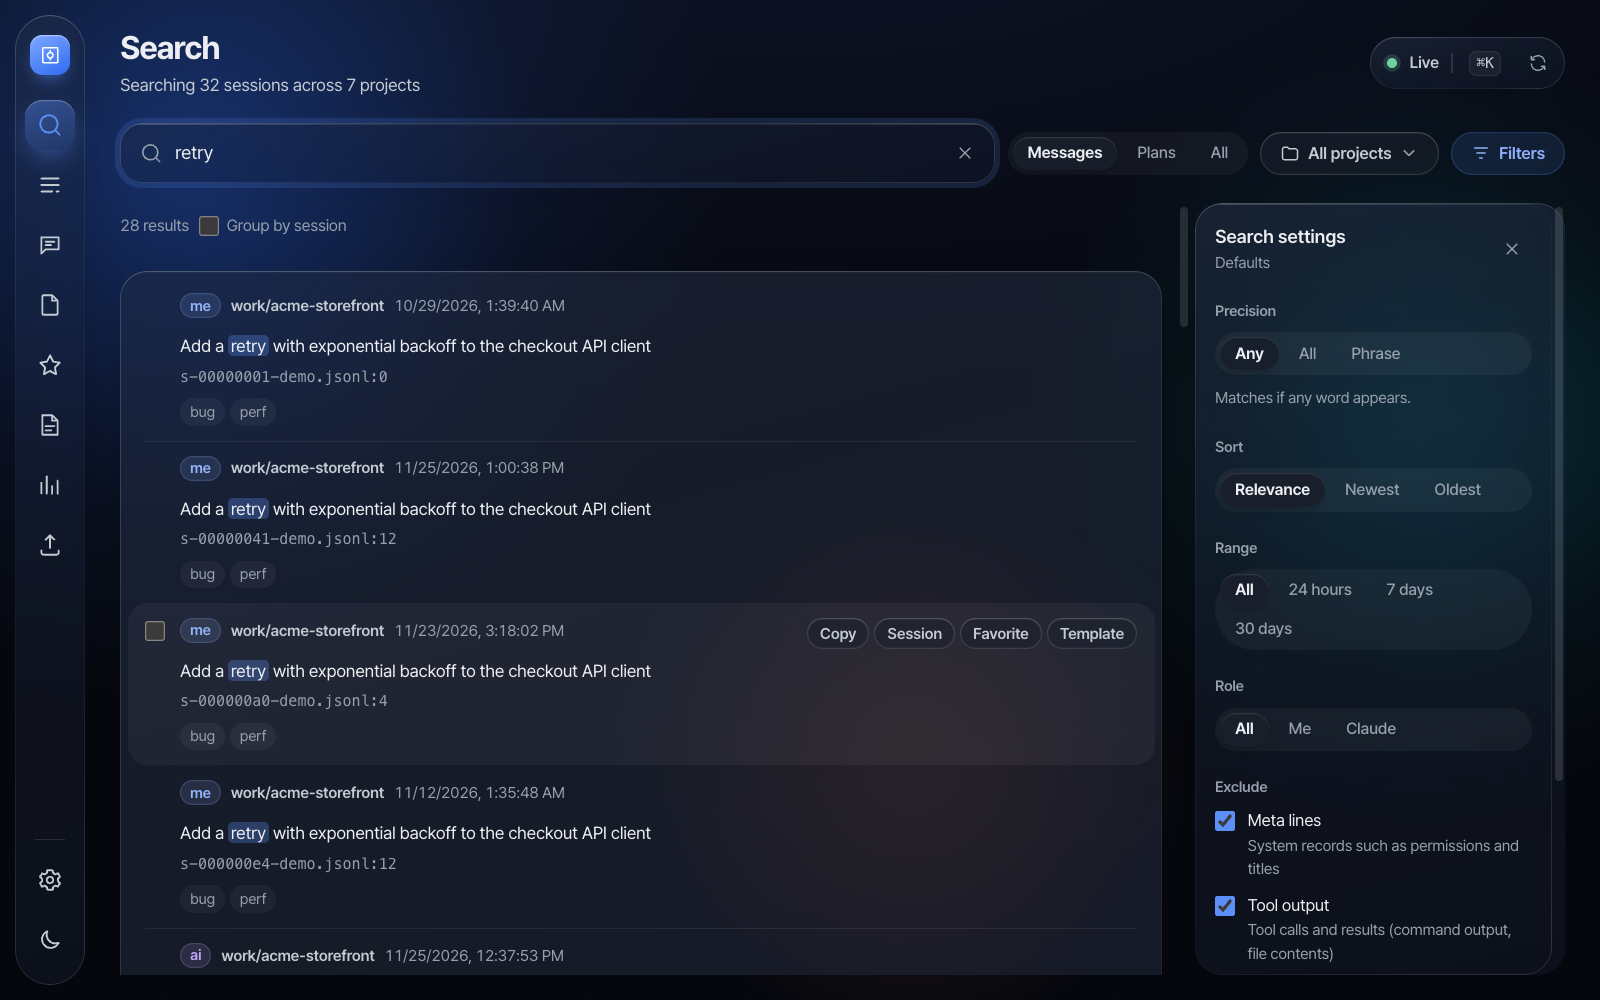 Search
Searching 32 sessions across 7 projects
Live ⌘K
retry
Messages Plans All
All projects
Filters
28 results Group by session
me work/acme-storefront 10/29/2026, 1:39:40 AM
Add a retry with exponential backoff to the checkout API client
s-00000001-demo.jsonl:0
bug perf
me work/acme-storefront 11/25/2026, 1:00:38 PM
Add a retry with exponential backoff to the checkout API client
s-00000041-demo.jsonl:12
bug perf
me work/acme-storefront 11/23/2026, 3:18:02 PM
Copy Session Favorite Template
Add a retry with exponential backoff to the checkout API client
s-000000a0-demo.jsonl:4
bug perf
me work/acme-storefront 11/12/2026, 1:35:48 AM
Add a retry with exponential backoff to the checkout API client
s-000000e4-demo.jsonl:12
bug perf
ai work/acme-storefront 11/25/2026, 12:37:53 PM
Search settings
Defaults
Precision
Any All Phrase
Matches if any word appears.
Sort
Relevance Newest Oldest
Range
All 24 hours 7 days
30 days
Role
All Me Claude
Exclude
Meta lines
System records such as permissions and
titles
Tool output
Tool calls and results (command output,
file contents)